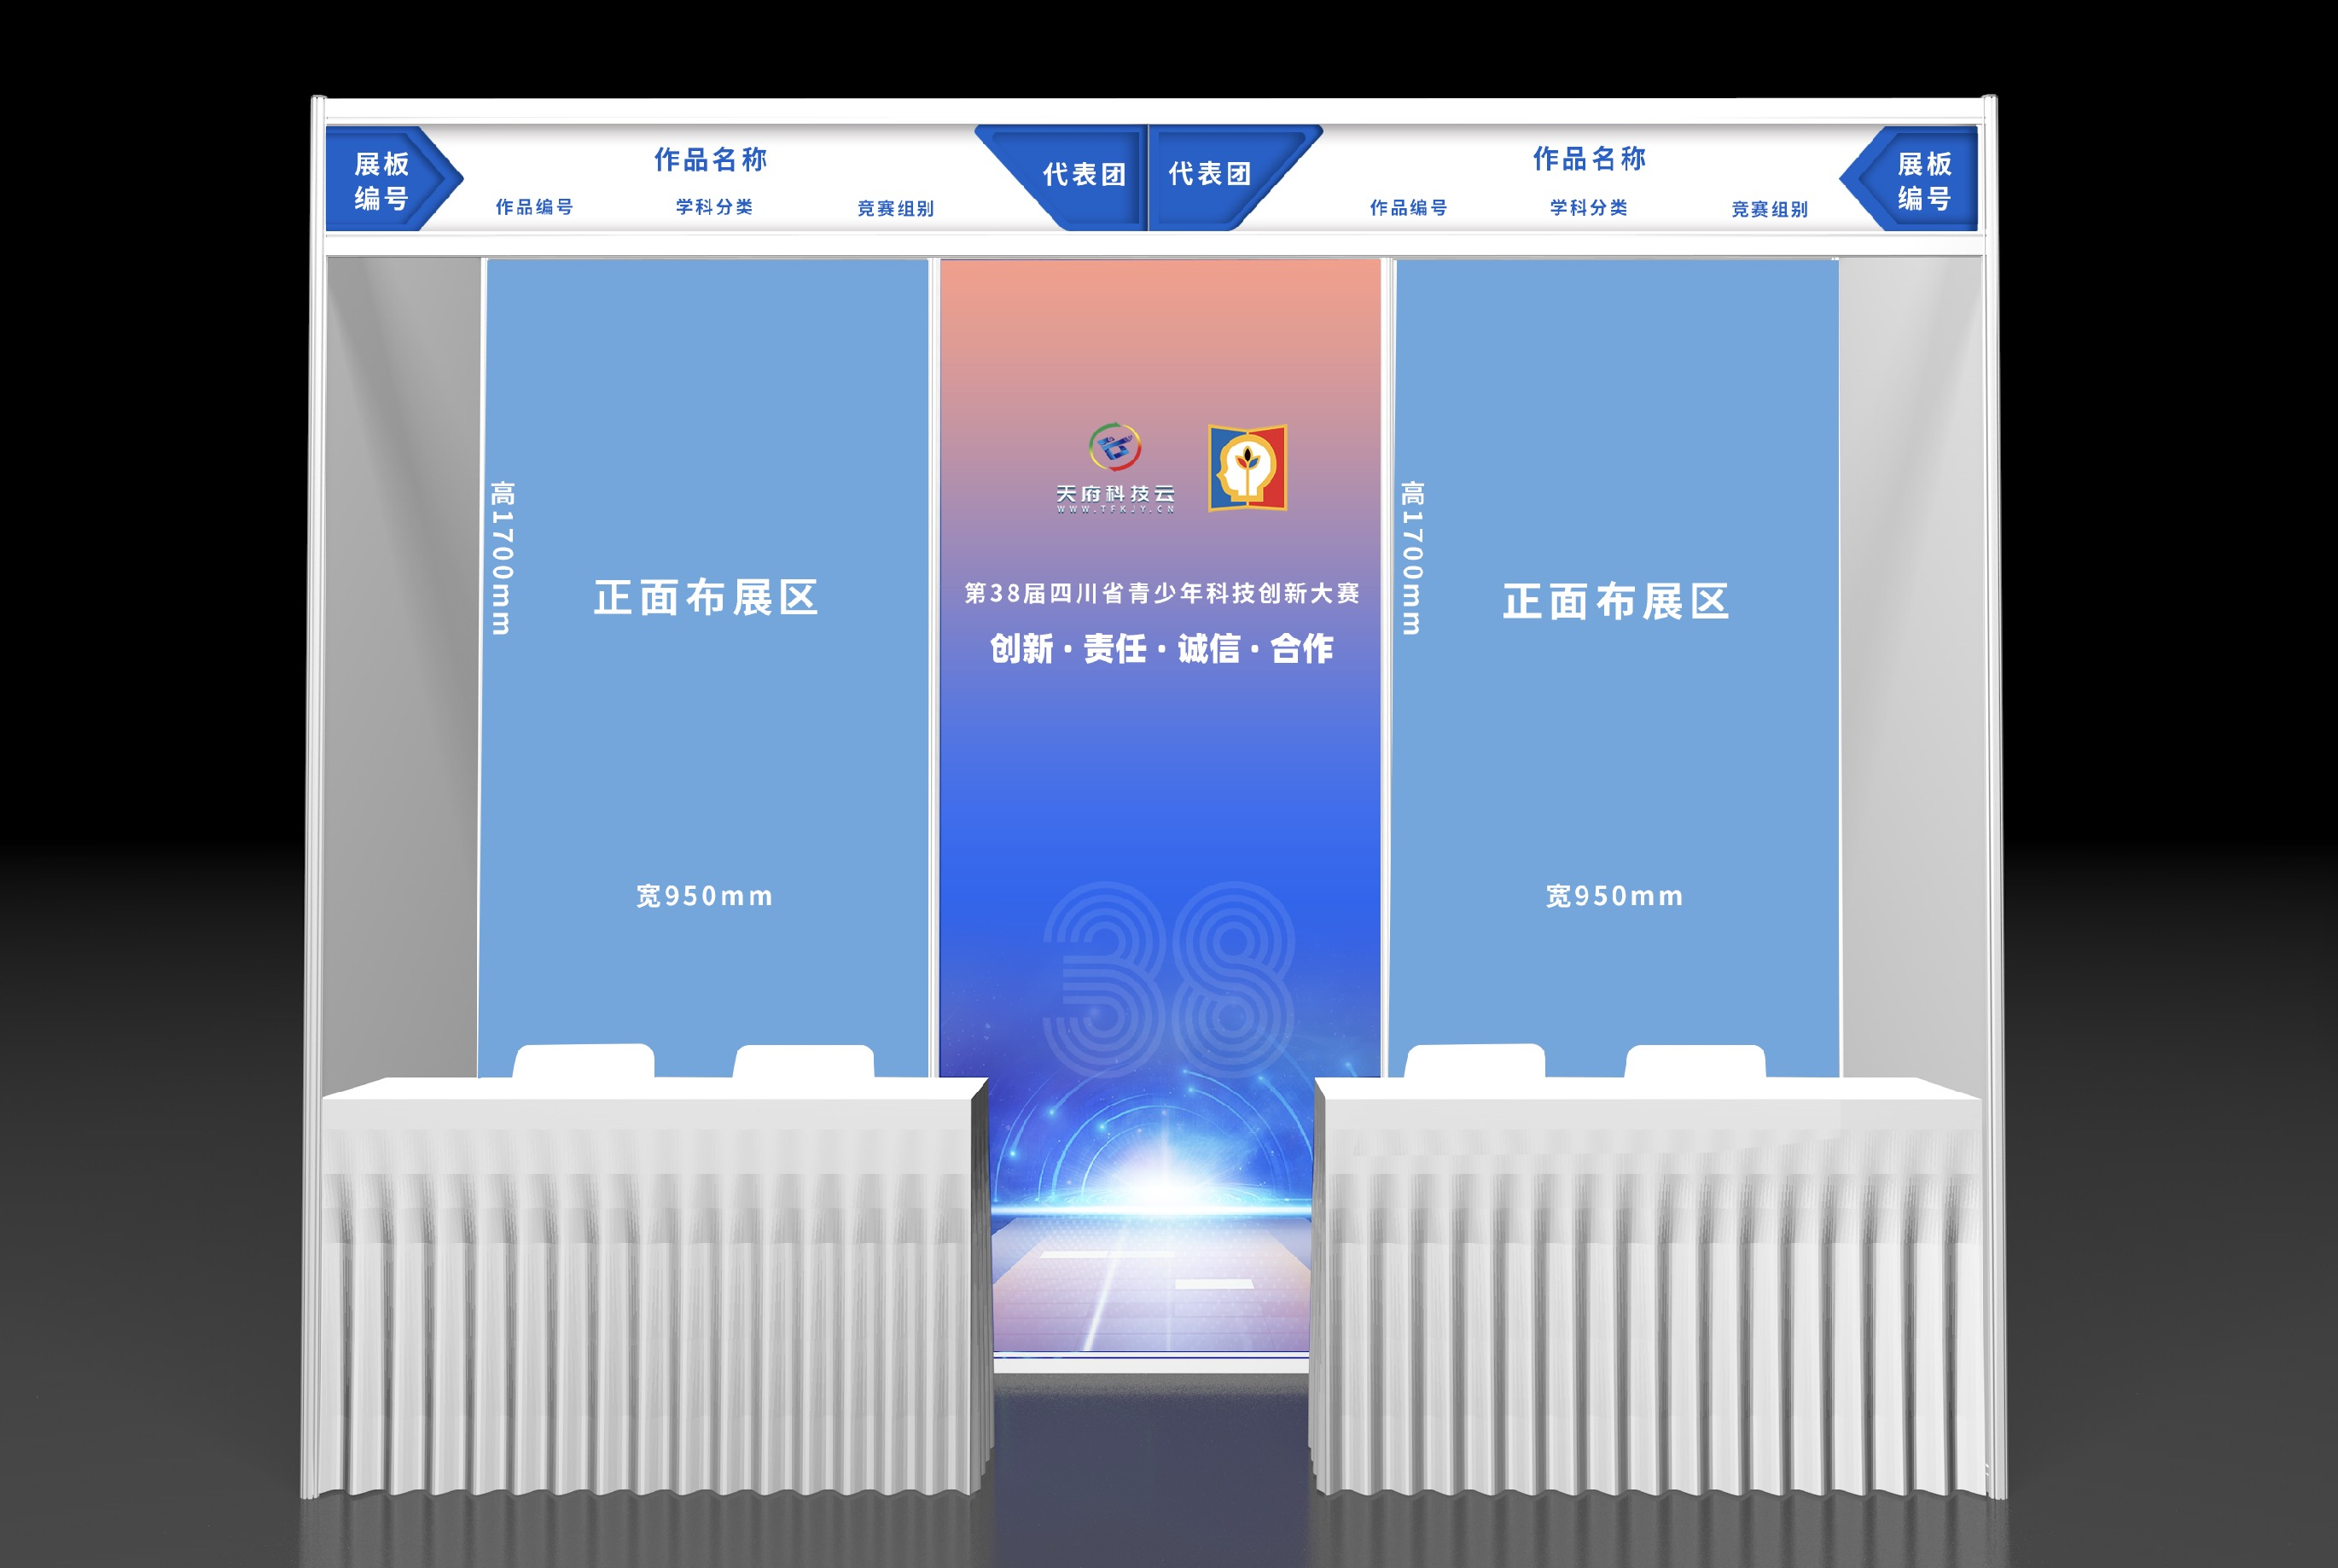 展板
编号
作品名称
作品编号 学科分类 竞赛组别
代表团
代表团
作品名称
作品编号 学科分类 竞赛组别
展板
编号
高1700mm
正面布展区
宽950mm
天府科技云
WWW.TFKJY.CN
第38届四川省青少年科技创新大赛
创新·责任·诚信·合作
38
高1700mm
正面布展区
宽950mm